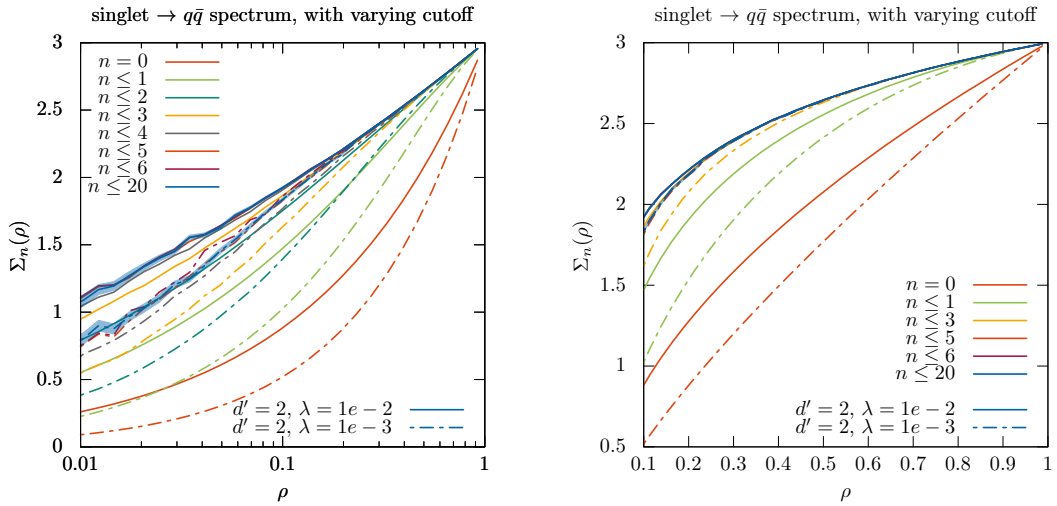 singlet → qq̄ spectrum, with varying cutoff
3
2.5
2
1.5
1
0.5
0
Σn(ρ)
n = 0
n ≤ 1
n ≤ 2
n ≤ 3
n ≤ 4
n ≤ 5
n ≤ 6
n ≤ 20
d′ = 2, λ = 1e − 2
d′ = 2, λ = 1e − 3
0.01
0.1
1
ρ
singlet → qq̄ spectrum, with varying cutoff
3
2.5
2
1.5
1
0.5
Σn(ρ)
n = 0
n ≤ 1
n ≤ 3
n ≤ 5
n ≤ 6
n ≤ 20
d′ = 2, λ = 1e − 2
d′ = 2, λ = 1e − 3
0.1 0.2 0.3 0.4 0.5 0.6 0.7 0.8 0.9 1
ρ